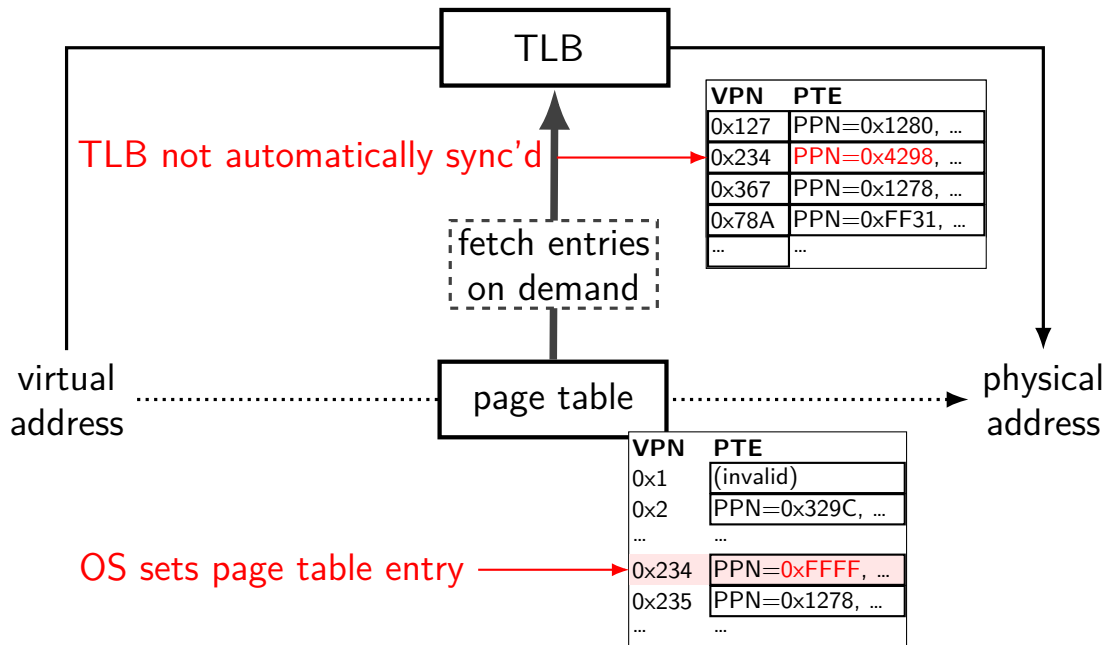 TLB
VPN PTE
0x127 PPN=0x1280, ...
TLB not automatically sync'd
0x234 PPN=0x4298, ...
0x367 PPN=0x1278, ...
0x78A PPN=0xFF31, ...
... ...
fetch entries
on demand
virtual
address
page table
physical
address
VPN PTE
0x1 (invalid)
0x2 PPN=0x329C, ...
... ...
OS sets page table entry
0x234 PPN=0xFFFF, ...
0x235 PPN=0x1278, ...
... ...